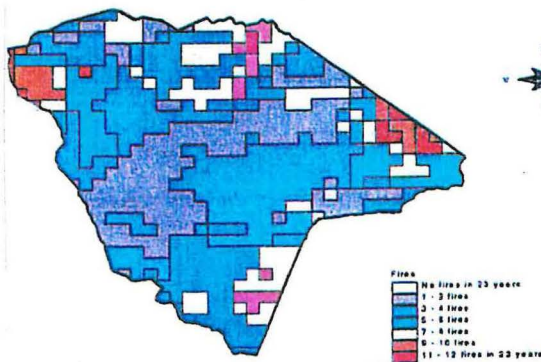 Fires
No fires in 23 years
1 - 2 fires
3 - 4 fires
5 - 6 fires
7 - 8 fires
9 - 10 fires
11 - 12 fires in 23 years